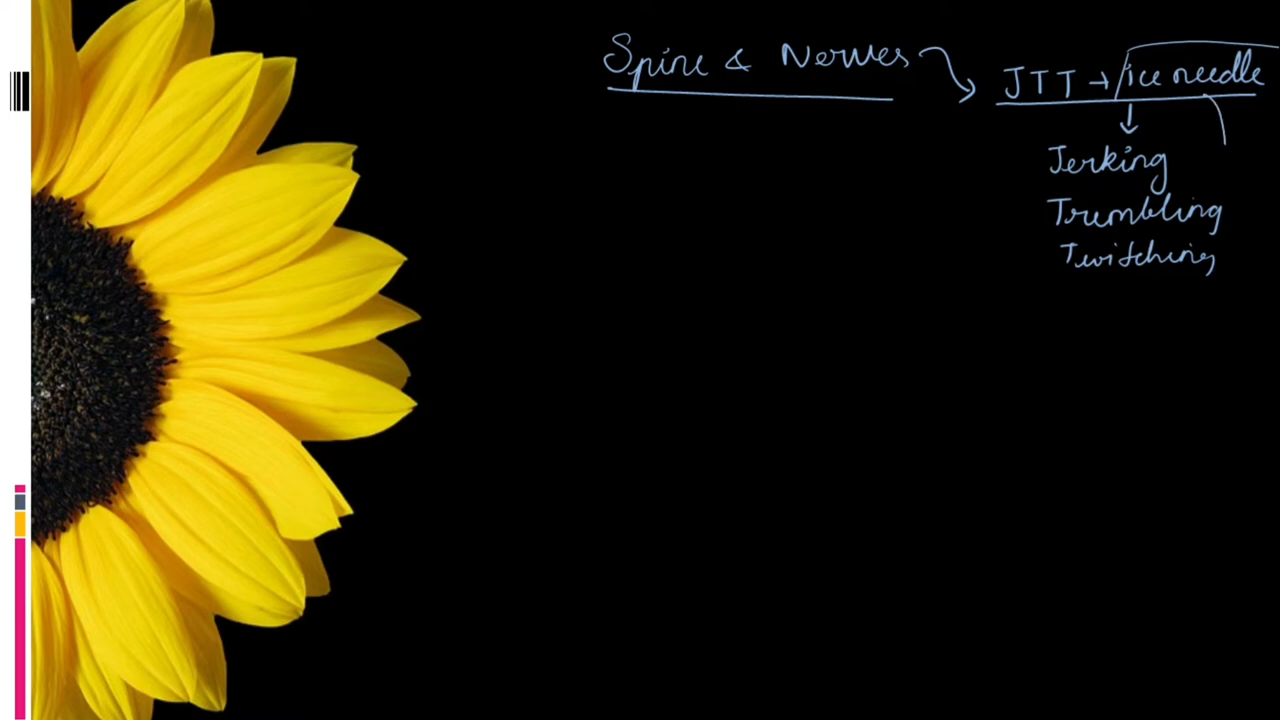 Spine & Nerves
JTT → ice needle
Jerking
Trembling
Twitching